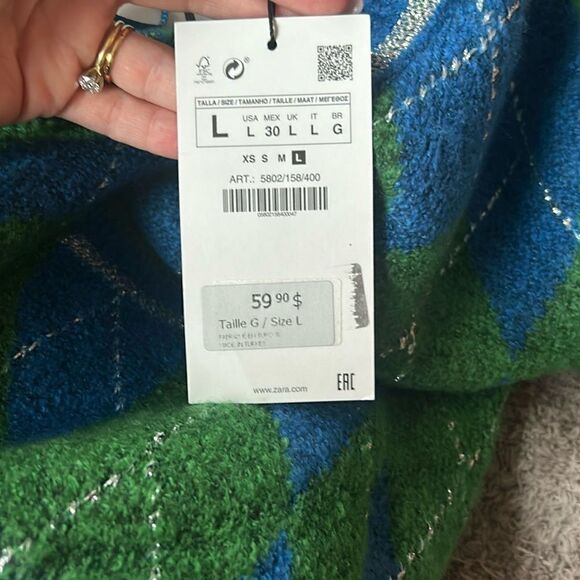 TALLA / SIZE / TAMANHO / TAILLE / MAAT / ΜΕΓΕΘΟΣ
L
USA MEX UK IT BR
L 30 L L G
XS S M L
ART.: 5802/158/400
05802158400047
59 90 $
Taille G / Size L
www.zara.com
EAC